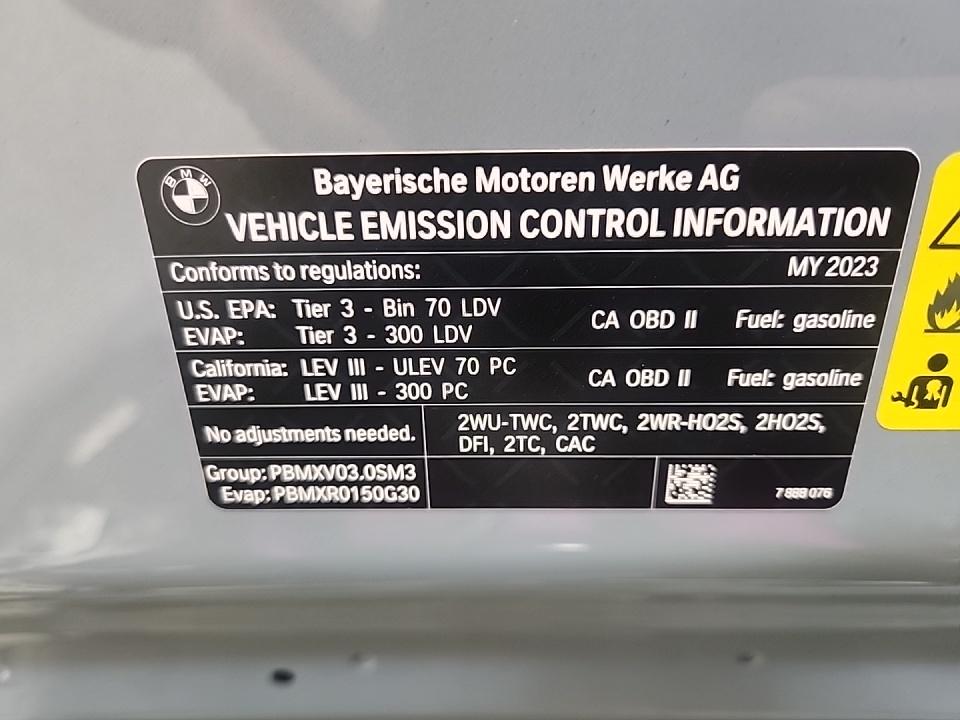 BMW
Bayerische Motoren Werke AG
VEHICLE EMISSION CONTROL INFORMATION
Conforms to regulations: MY 2023
U.S. EPA: Tier 3 - Bin 70 LDV CA OBD II Fuel: gasoline
EVAP: Tier 3 - 300 LDV
California: LEV III - ULEV 70 PC CA OBD II Fuel: gasoline
EVAP: LEV III - 300 PC
No adjustments needed. 2WU-TWC, 2TWC, 2WR-HO2S, 2HO2S,
DFI, 2TC, CAC
Group: PBMXV03.0SM3
Evap: PBMXR0150G30
7 889 076